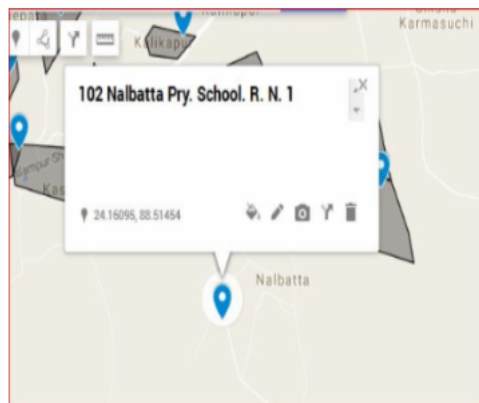 Karmasuchi
Kalikapur
102 Nalbatta Pry. School. R. N. 1
24.16095, 88.51454
Nalbatta